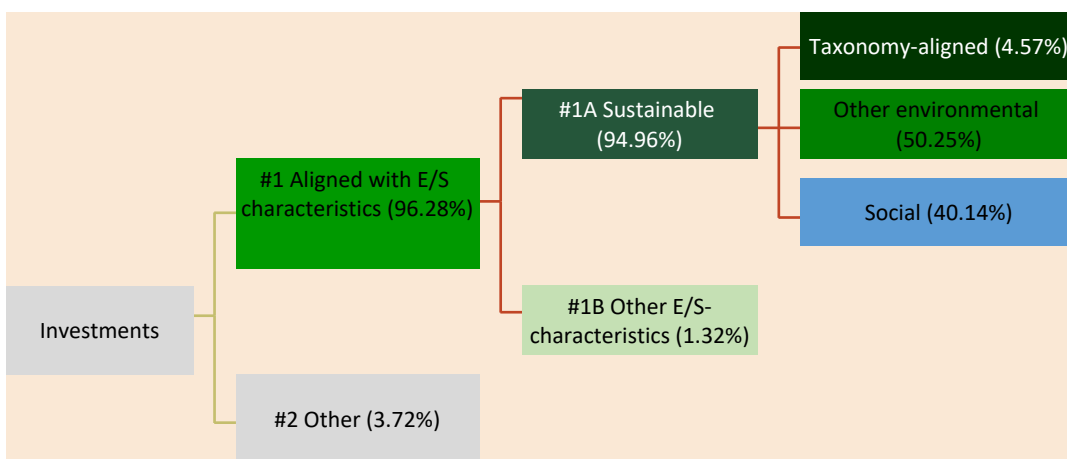 Taxonomy-aligned (4.57%)
#1A Sustainable
(94.96%)
Other environmental
(50.25%)
#1 Aligned with E/S
characteristics (96.28%)
Social (40.14%)
Investments
#1B Other E/S-
characteristics (1.32%)
#2 Other (3.72%)